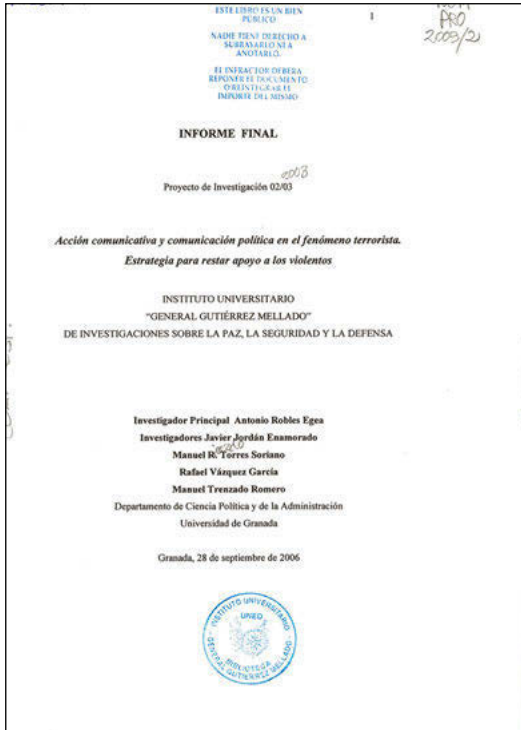 ESTE LIBRO ES UN BIEN
PÚBLICO
NADIE TIENE DERECHO A
SUBRAYARLO NI A
ANOTARLO.
EL INFRACTOR DEBERA
REPONER EL DOCUMENTO
O REINTEGRAR EL
IMPORTE DEL MISMO
1
PRO
2003/2
INFORME FINAL
2003
Proyecto de Investigación 02/03
Acción comunicativa y comunicación política en el fenómeno terrorista.
Estrategia para restar apoyo a los violentos
INSTITUTO UNIVERSITARIO
“GENERAL GUTIÉRREZ MELLADO”
DE INVESTIGACIONES SOBRE LA PAZ, LA SEGURIDAD Y LA DEFENSA
Investigador Principal Antonio Robles Egea
Investigadores Javier Jordán Enamorado
Manuel R. Torres Soriano
Rafael Vázquez García
Manuel Trenzado Romero
Departamento de Ciencia Política y de la Administración
Universidad de Granada
Granada, 28 de septiembre de 2006
INSTITUTO UNIVERSITARIO
UNED
BIBLIOTECA
GENERAL GUTIERREZ MELLADO